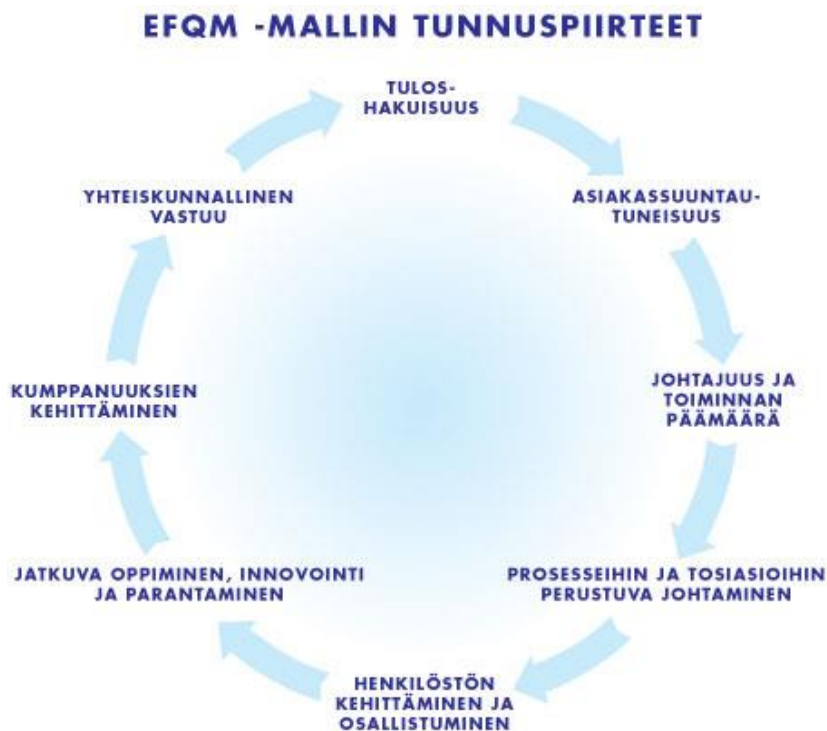 EFQM -MALLIN TUNNUSPIIRTEET
TULOS-
HAKUISUUS
ASIAKASSUUNTAU-
TUNEISUUS
JOHTAJUUS JA
TOIMINNAN
PÄÄMÄÄRÄ
PROSESSEIHIN JA TOSIASIOIHIN
PERUSTUVA JOHTAMINEN
HENKILÖSTÖN
KEHITTÄMINEN JA
OSALLISTUMINEN
JATKUVA OPPIMINEN, INNOVOINTI
JA PARANTAMINEN
KUMPPANUUKSIEN
KEHITTÄMINEN
YHTEISKUNNALLINEN
VASTUU